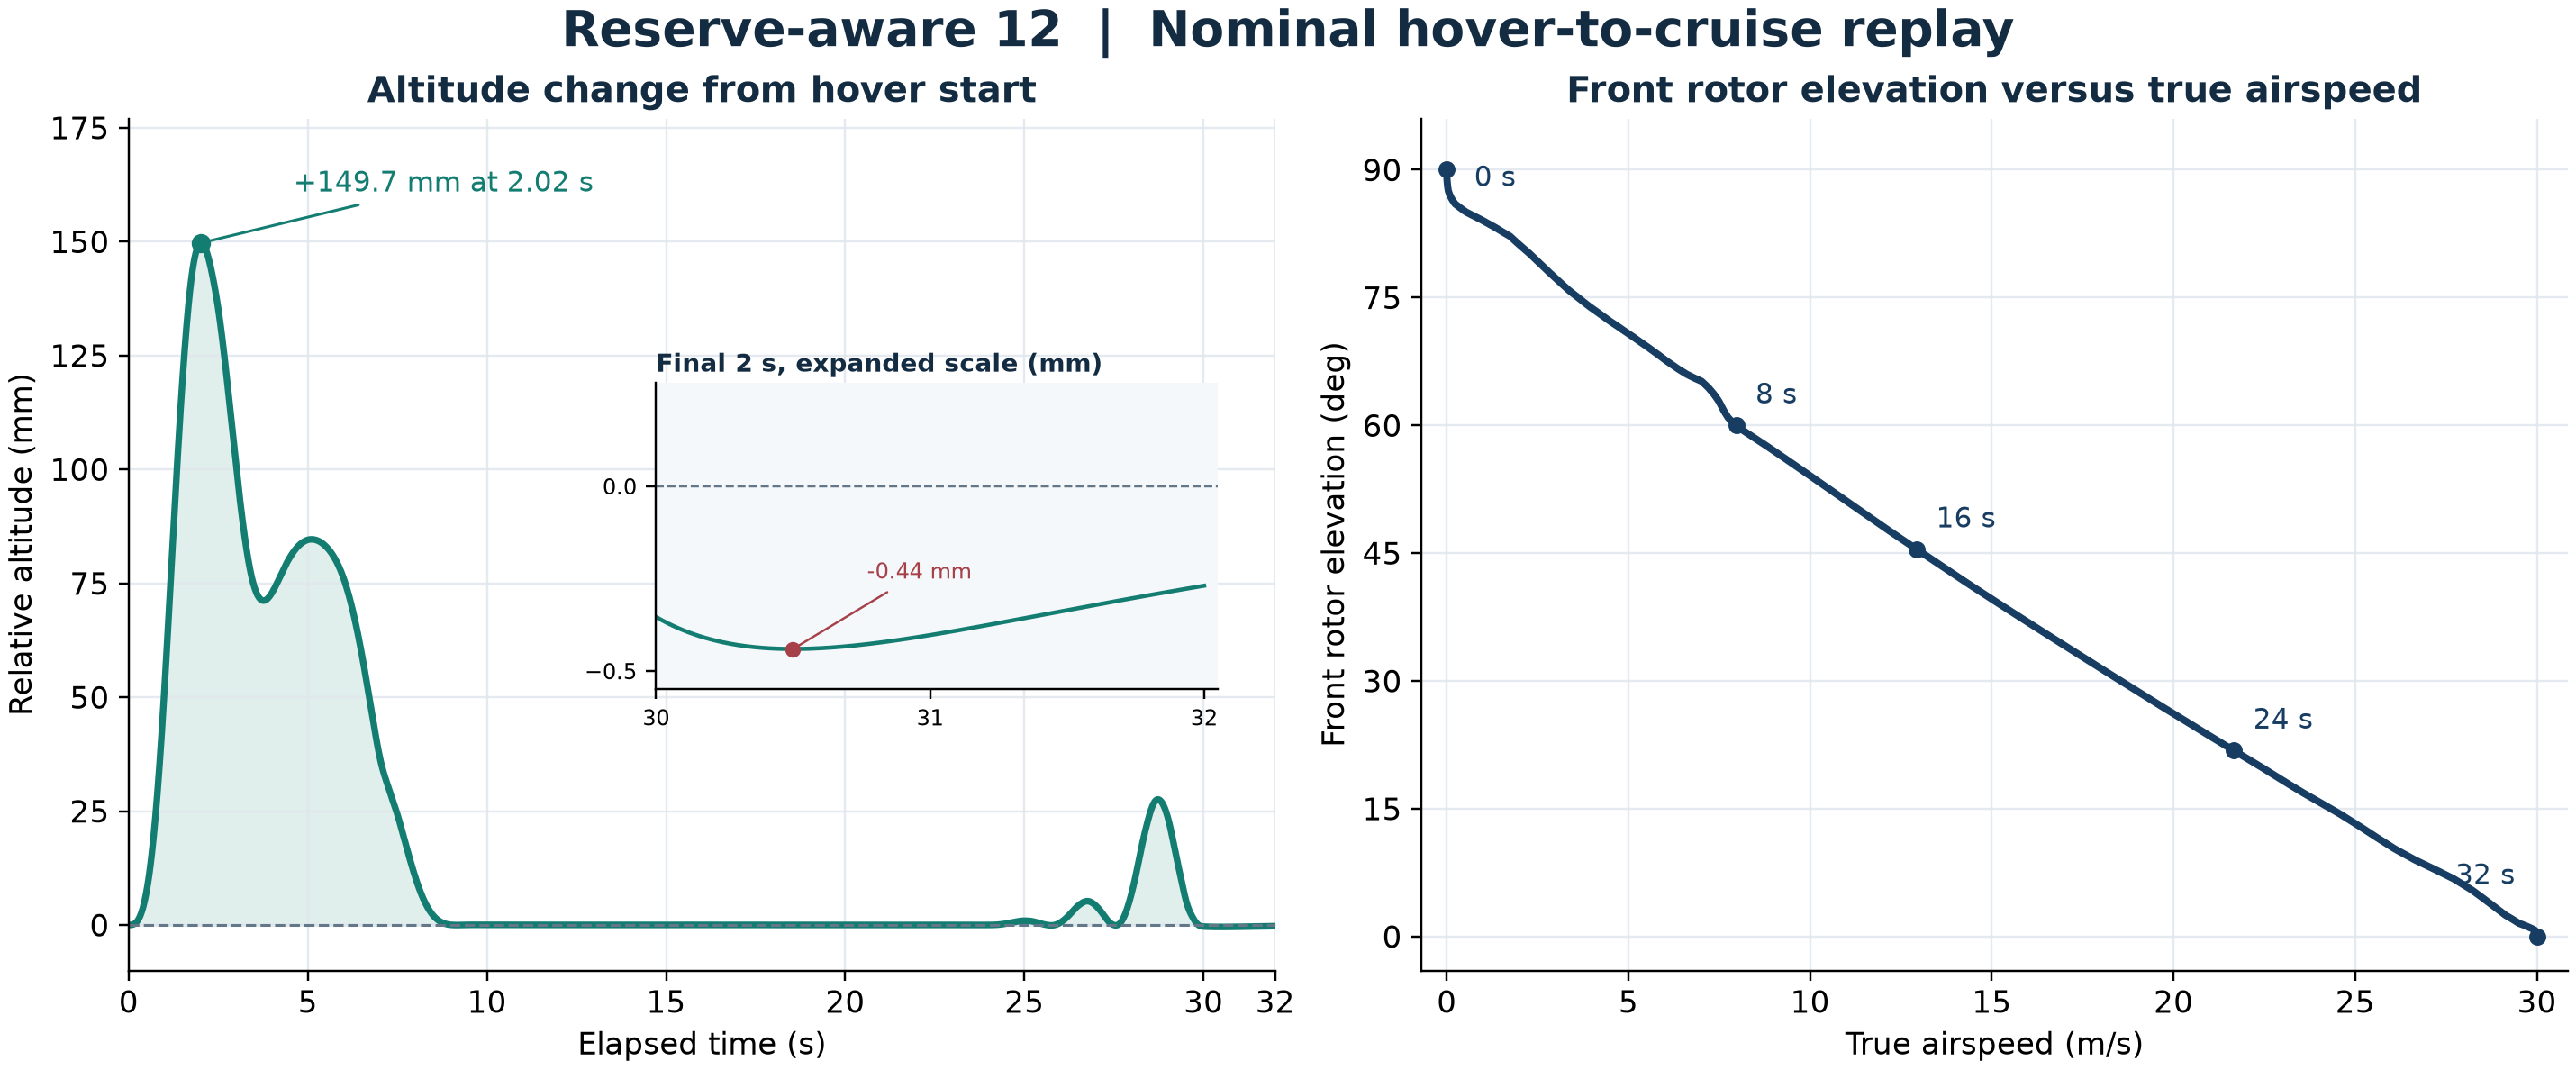 Reserve-aware 12 | Nominal hover-to-cruise replay
Altitude change from hover start
Relative altitude (mm)
175
150
125
100
75
50
25
0
+149.7 mm at 2.02 s
Final 2 s, expanded scale (mm)
0.0
−0.5
-0.44 mm
30
31
32
0
5
10
15
20
25
30
32
Elapsed time (s)
Front rotor elevation versus true airspeed
Front rotor elevation (deg)
90
75
60
45
30
15
0
0 s
8 s
16 s
24 s
32 s
0
5
10
15
20
25
30
True airspeed (m/s)